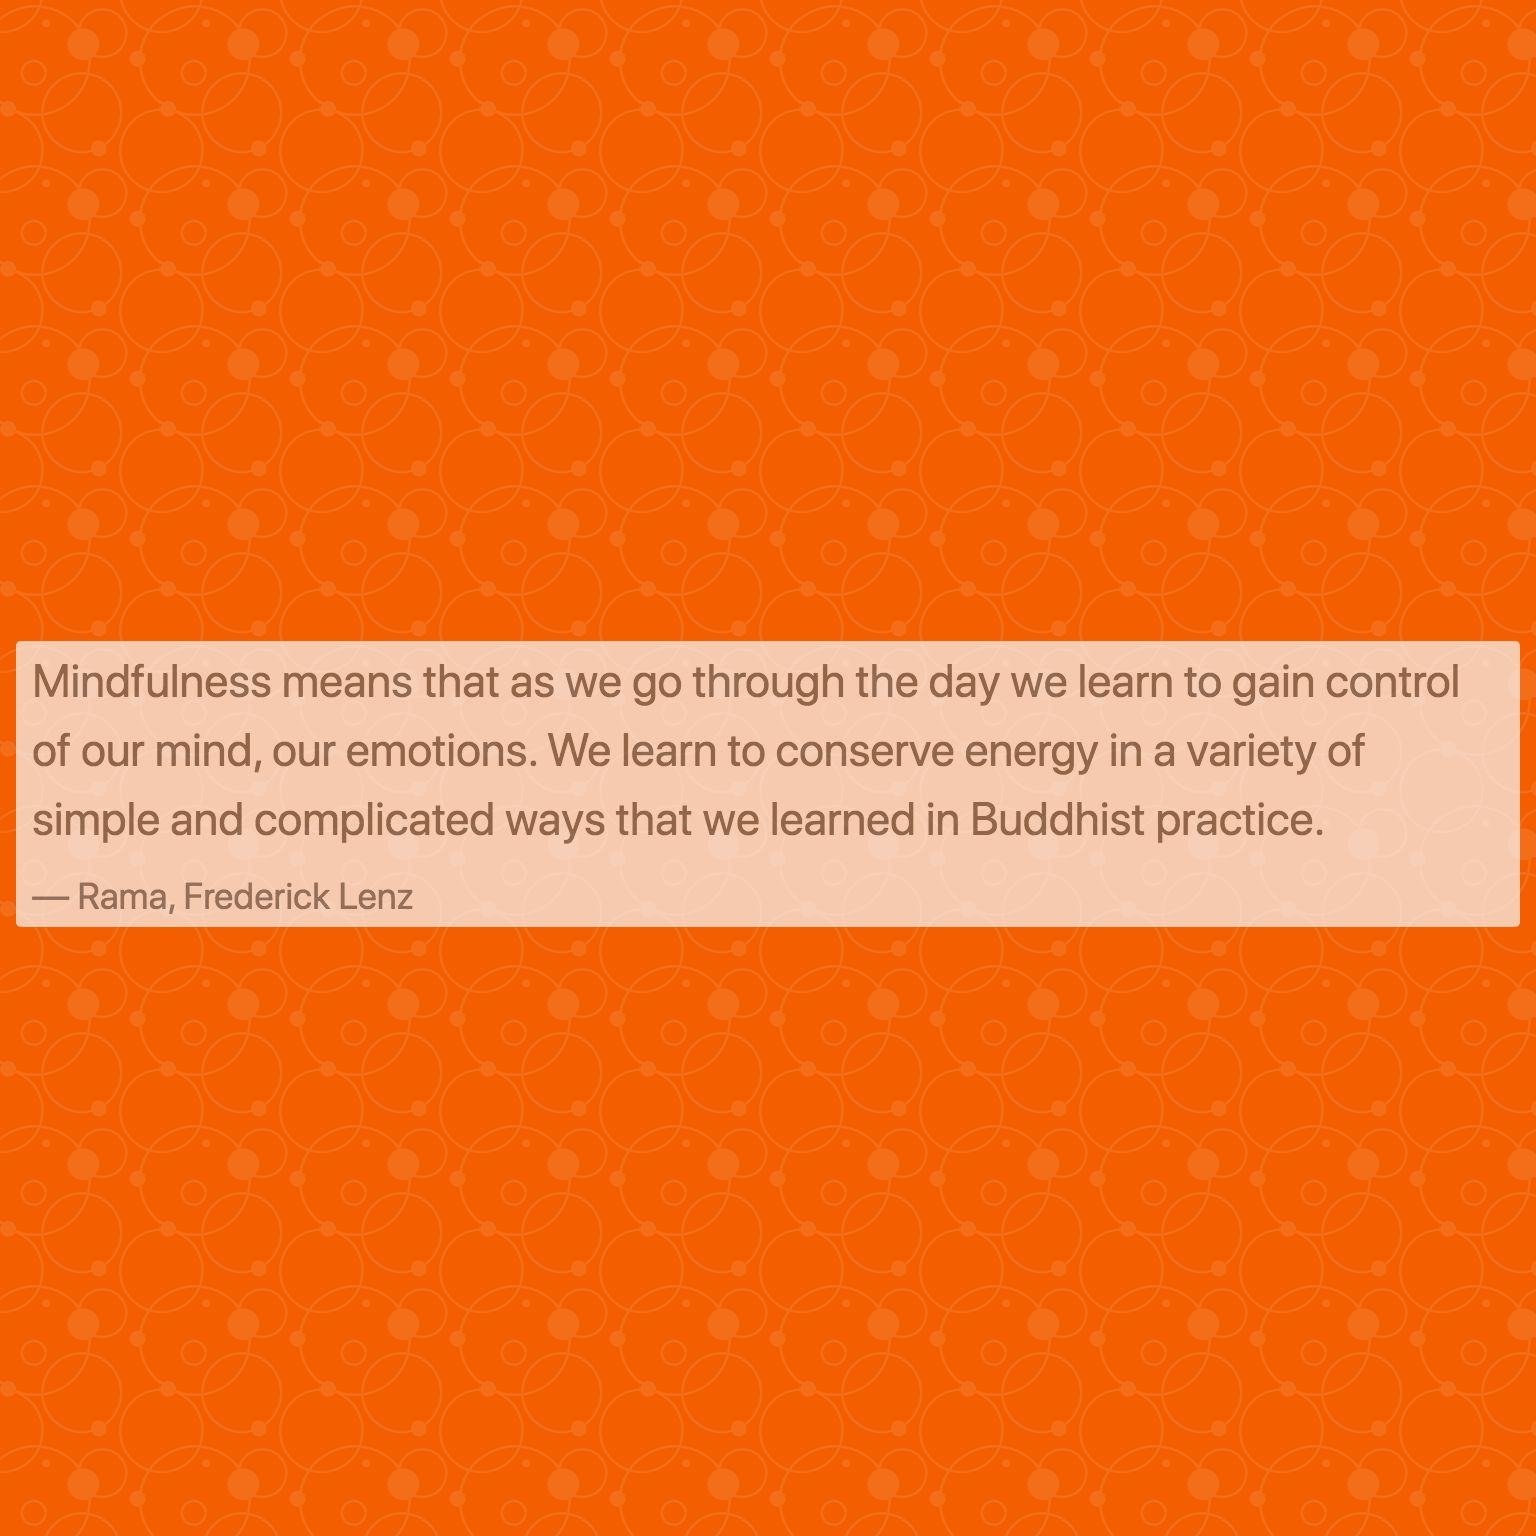 Mindfulness means that as we go through the day we learn to gain control
of our mind, our emotions. We learn to conserve energy in a variety of
simple and complicated ways that we learned in Buddhist practice.
— Rama, Frederick Lenz